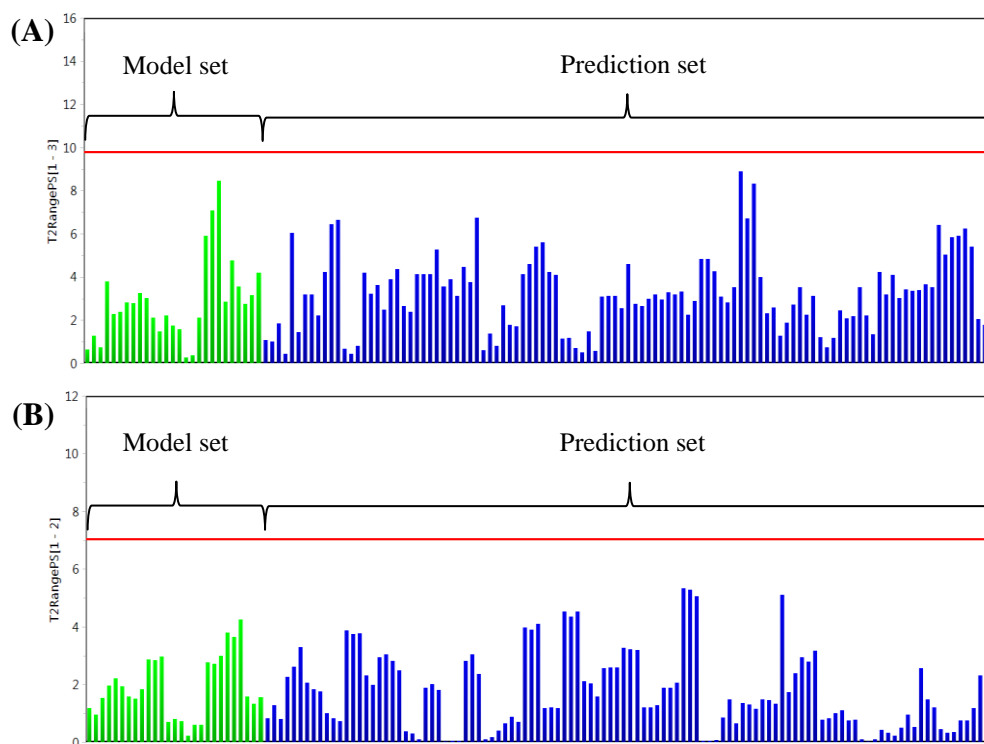 (A)
16
14
12
10
8
6
4
2
0
T2RangePS[1 - 3]
Model set
Prediction set
(B)
12
10
8
6
4
2
0
T2RangePS[1 - 2]
Model set
Prediction set